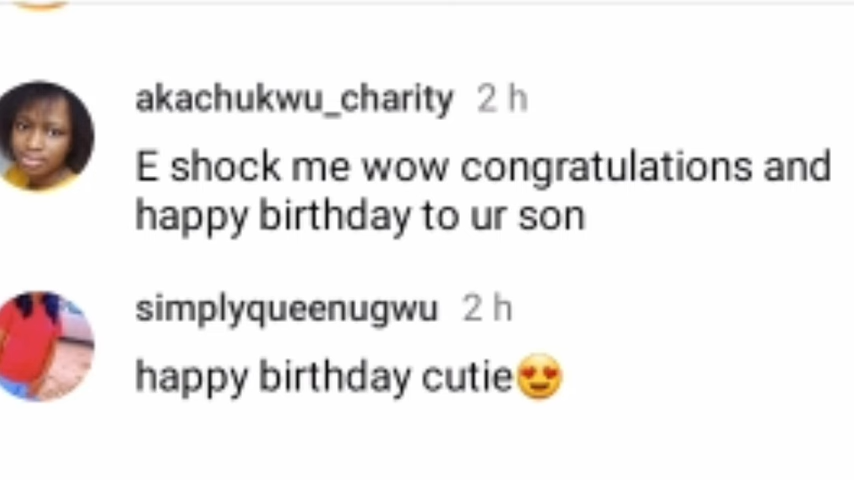 akachukwu_charity 2 h
E shock me wow congratulations and
happy birthday to ur son
simplyqueenugwu 2 h
happy birthday cutie😍